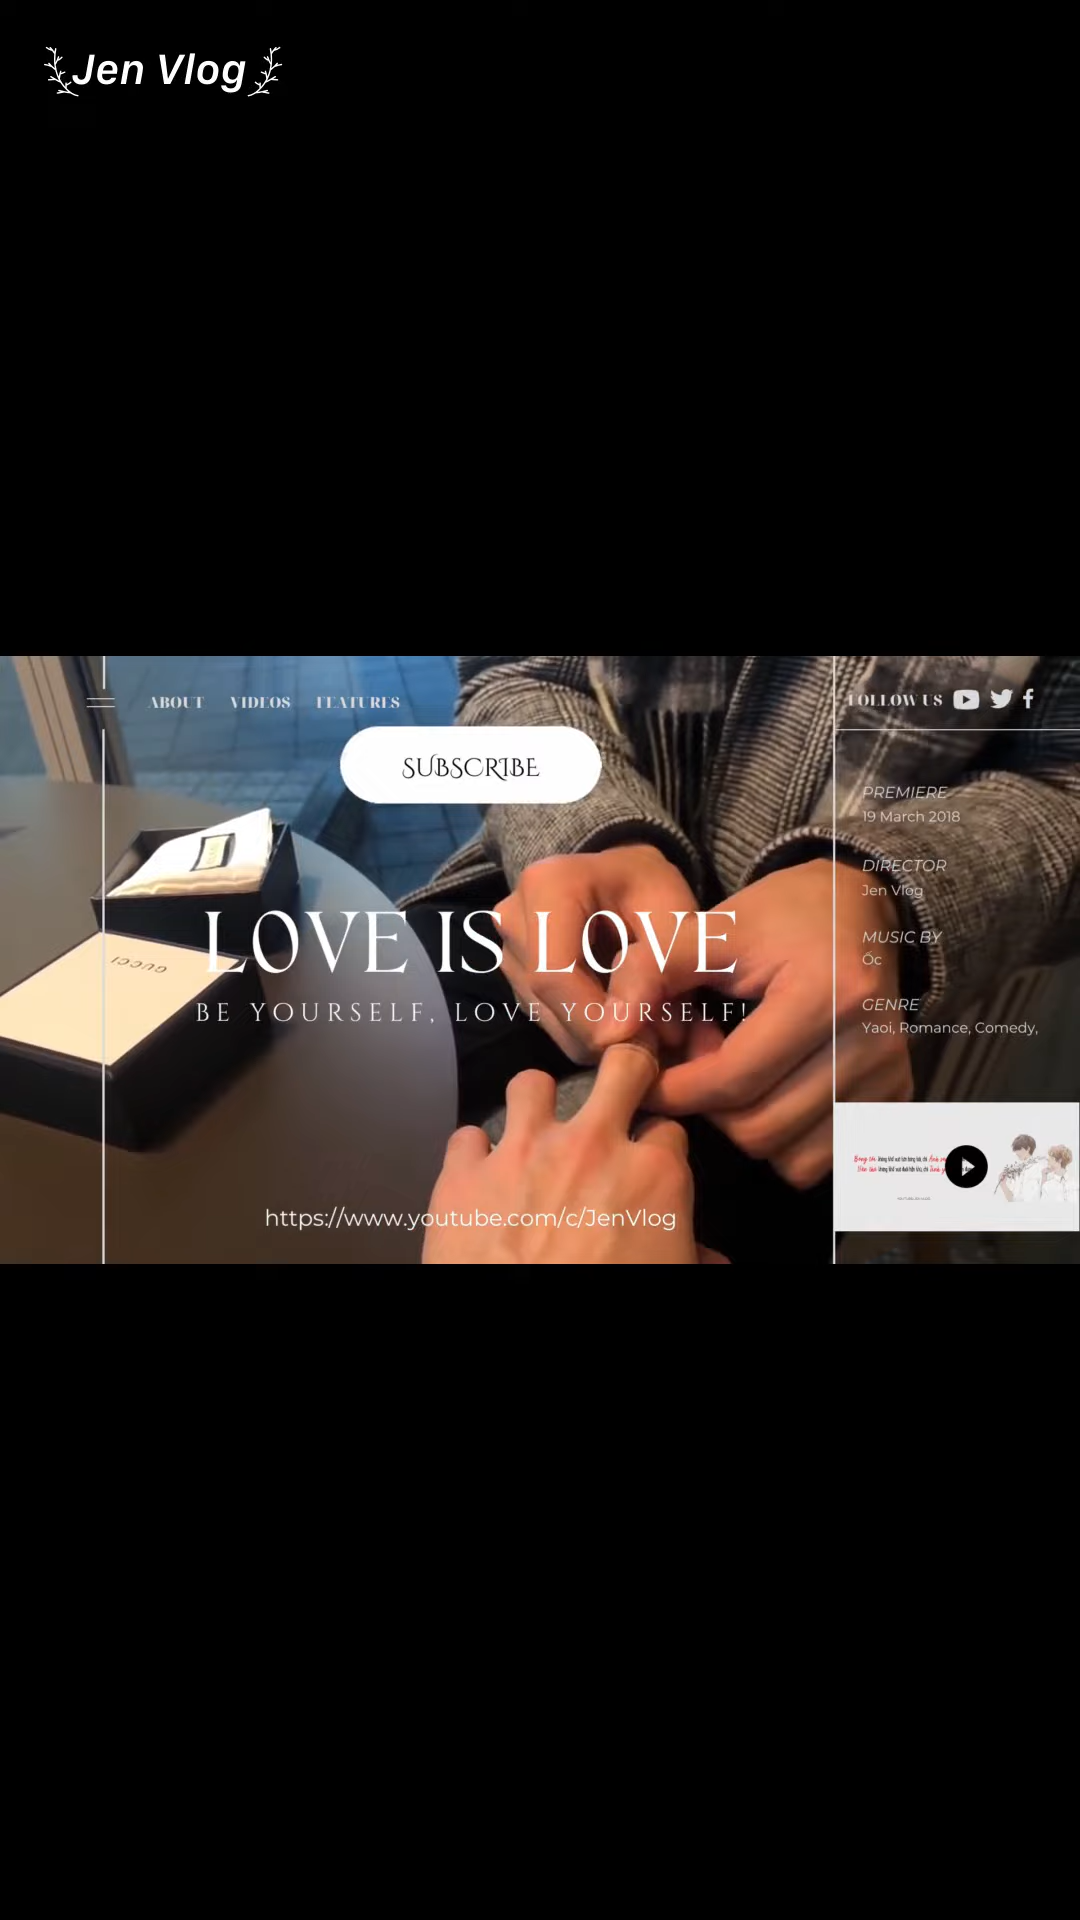 Jen Vlog
ABOUT VIDEOS FEATURES
FOLLOW US
SUBSCRIBE
PREMIERE
19 March 2018
DIRECTOR
Jen Vlog
MUSIC BY
Ốc
GENRE
Yaoi, Romance, Comedy,
GUCCI
LOVE IS LOVE
BE YOURSELF, LOVE YOURSELF!
https://www.youtube.com/c/JenVlog